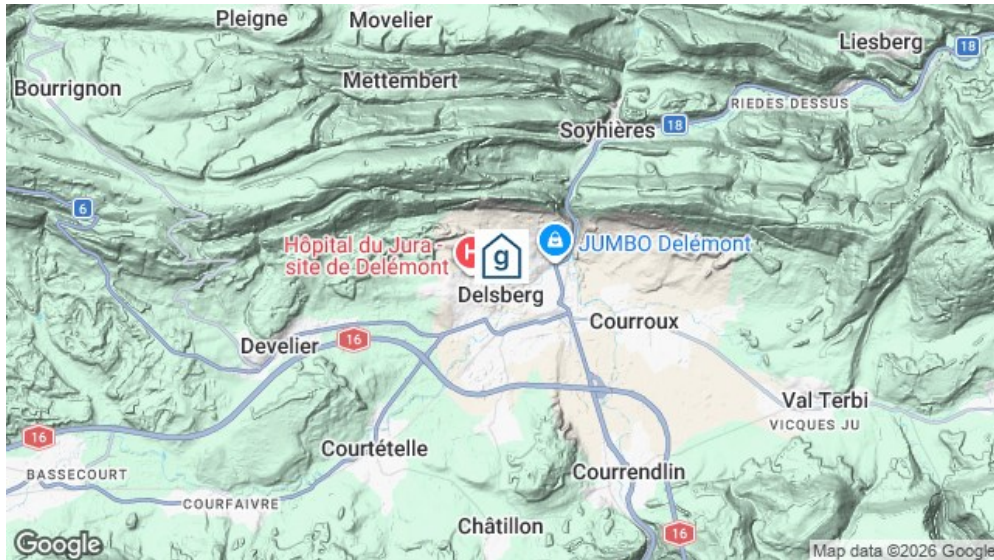 Pleigne
Movelier
Liesberg
18
Bourrignon
Mettembert
RIEDES DESSUS
Soyhières
18
6
Hôpital du Jura -
site de Delémont
g
JUMBO Delémont
Delsberg
Courroux
Develier
16
Val Terbi
VICQUES JU
16
Courtételle
BASSECOURT
Courrendlin
COURFAIVRE
Châtillon
16
Google
Map data ©2026 Google